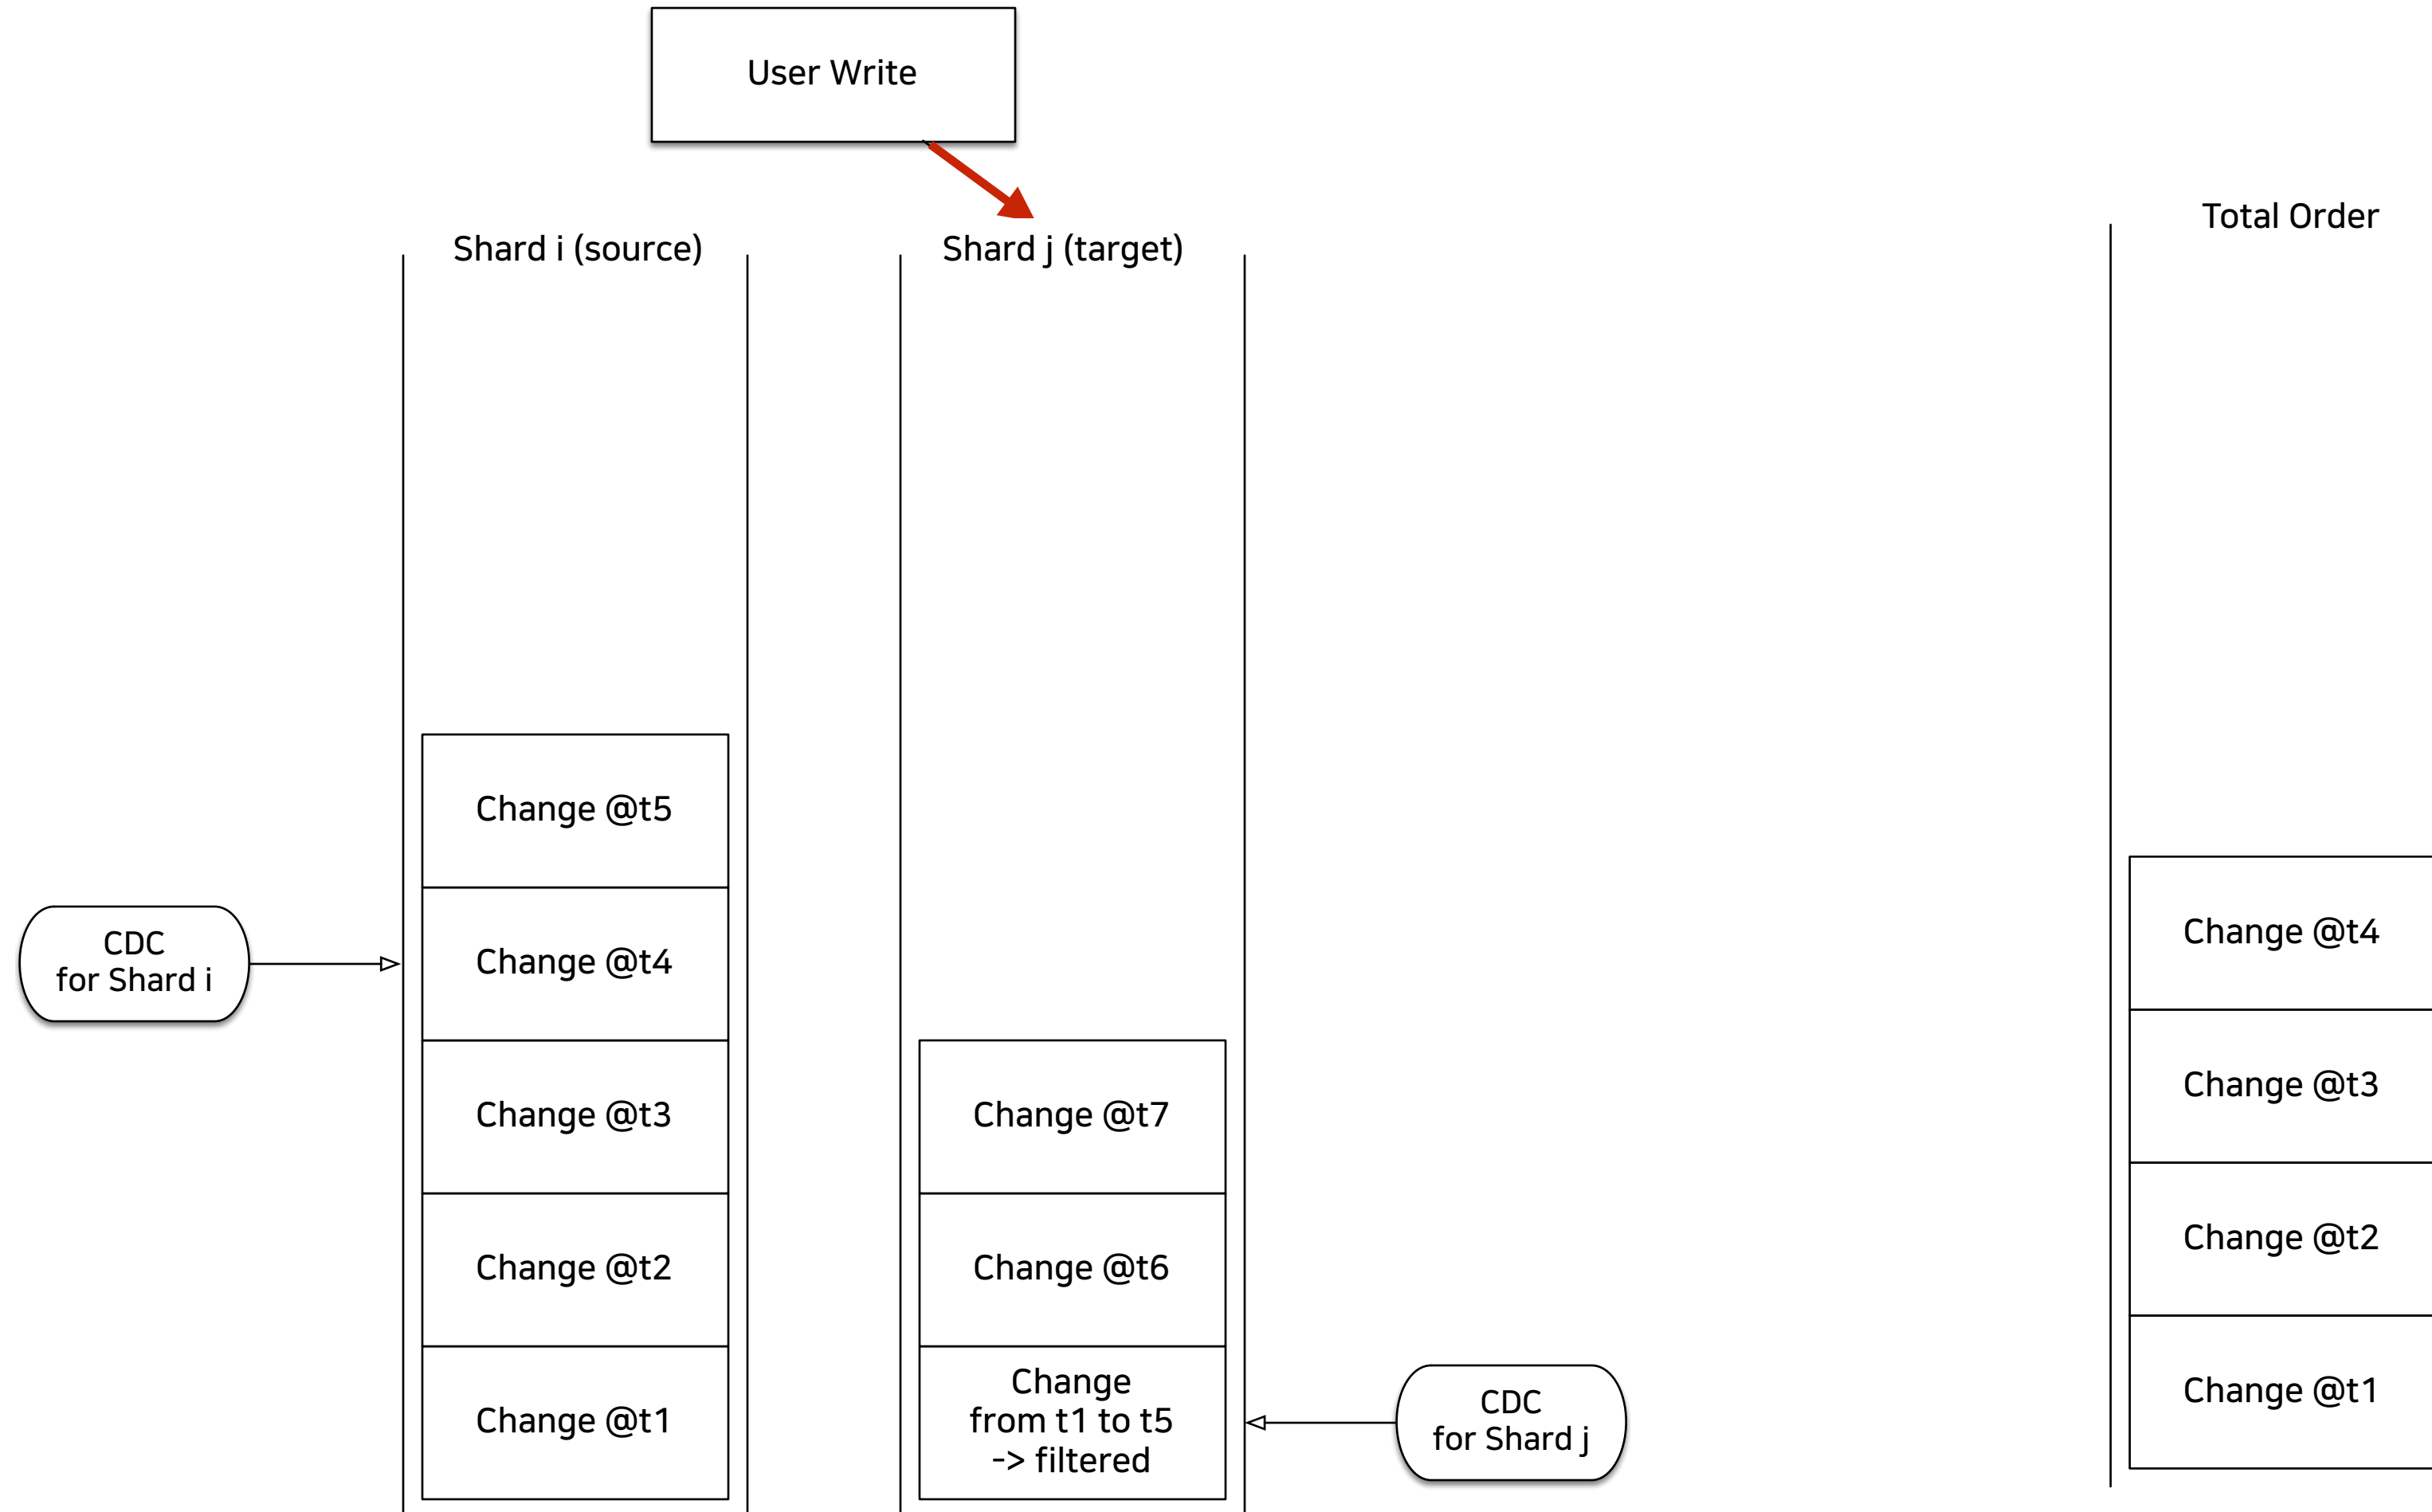 User Write
Shard i (source)
Shard j (target)
Total Order
Change @t5
Change @t4
Change @t3
Change @t2
Change @t1
CDC
for Shard i
Change @t7
Change @t6
Change
from t1 to t5
-> filtered
CDC
for Shard j
Change @t4
Change @t3
Change @t2
Change @t1